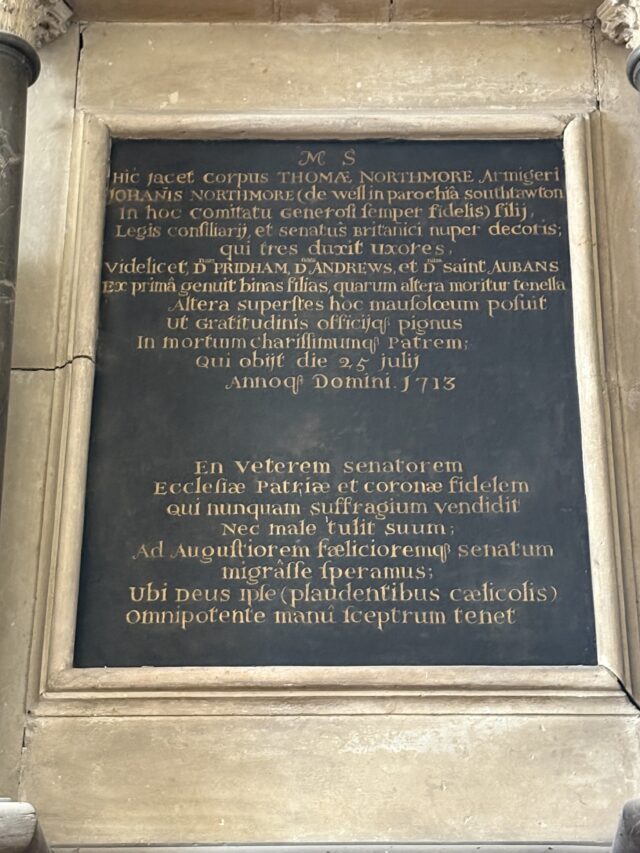 M S
Hic jacet corpus THOMÆ NORTHMORE Armigeri
JOHANIS NORTHMORE (de well in parochiâ southtawton
In hoc comitatu Generosi semper fidelis) filij,
Legis consiliarij, et senatus Britanici nuper decoris;
qui tres duxit uxores,
videlicet, Dnam PRIDHAM, Dnam ANDREWS, et Dnam saint AUBANS
Ex primâ genuit binas filias, quarum altera moritur tenella
Altera superstes hoc mausolœum posuit
Ut Gratitudinis officijqȝ pignus
In mortuum charissimumqȝ Patrem;
Qui obijt die 25 julij
Annoqȝ Domini. 1713
En Veterem senatorem
Ecclesiæ Patriæ et coronæ fidelem
qui nunquam suffragium vendidit
Nec male tulit suum;
Ad Augustiorem fælicioremqȝ senatum
migrâsse speramus;
Ubi Deus Ipse (plaudentibus cælicolis)
Omnipotente manû sceptrum tenet